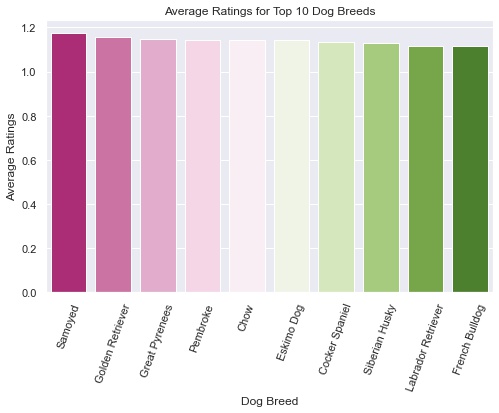 Average Ratings for Top 10 Dog Breeds
1.2
1.0
0.8
0.6
0.4
0.2
0.0
Average Ratings
Samoyed
Golden Retriever
Great Pyrenees
Pembroke
Chow
Eskimo Dog
Cocker Spaniel
Siberian Husky
Labrador Retriever
French Bulldog
Dog Breed